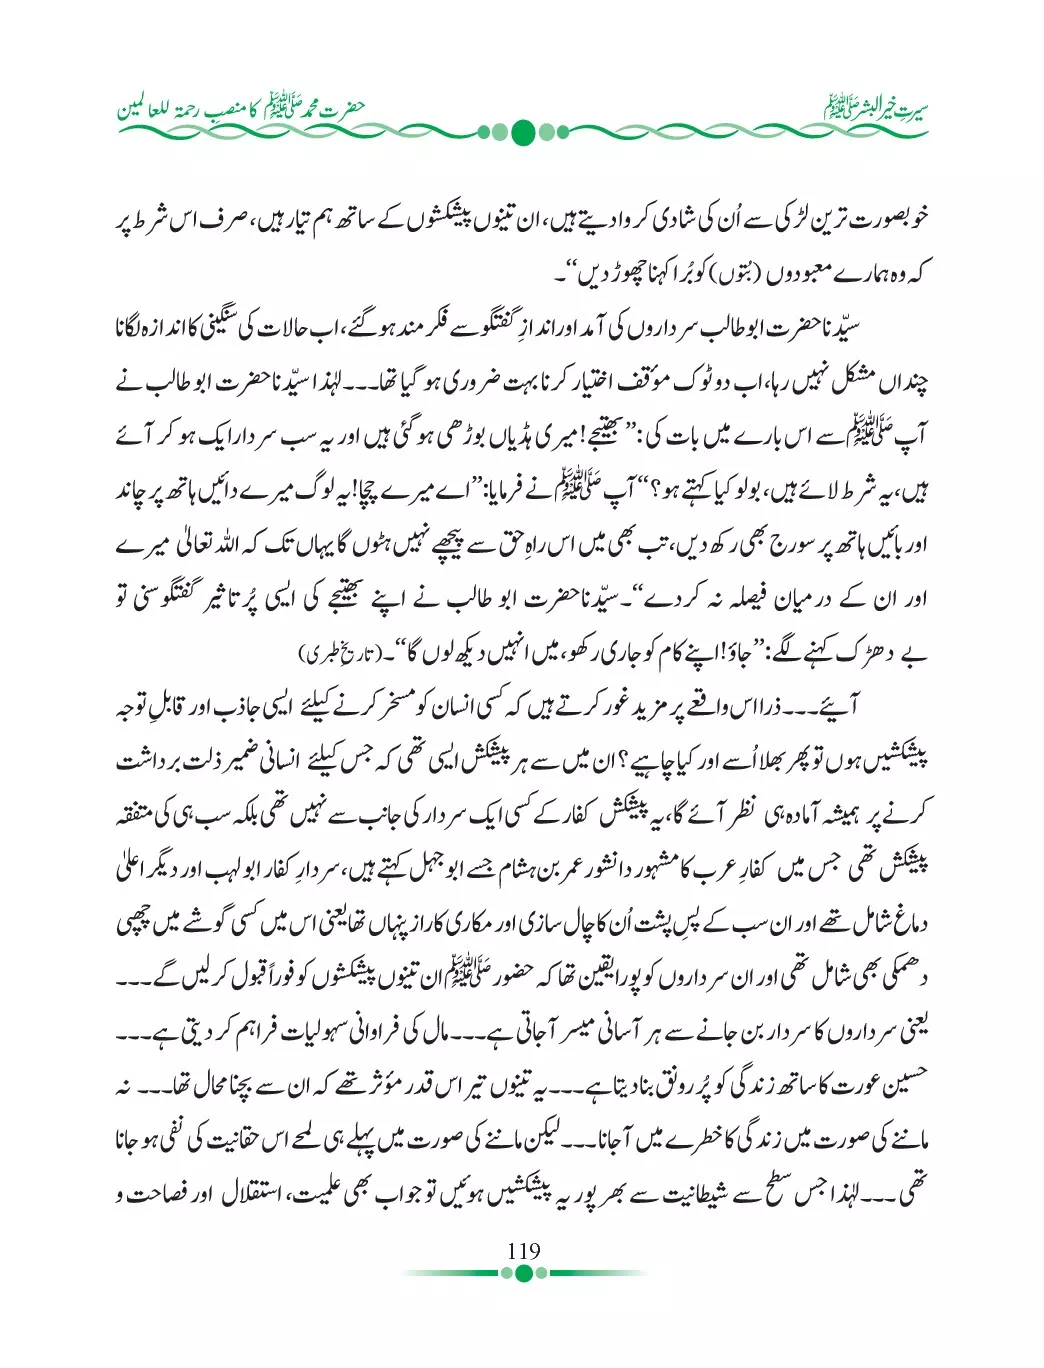 سیرتِ خیرالبشرﷺ
حضرت محمدﷺ کا منصبِ رحمۃ للعالمین
خوبصورت ترین لڑکی سے اُن کی شادی کروا دیتے ہیں، ان تینوں پیشکشوں کے ساتھ ہم تیار ہیں، صرف اس شرط پر
کہ وہ ہمارے معبودوں (بُتوں) کو بُرا کہنا چھوڑ دیں‘‘۔
سیّدنا حضرت ابو طالب سرداروں کی آمد اور اندازِ گفتگو سے فکر مند ہو گئے، اب حالات کی سنگینی کا اندازہ لگانا
چنداں مشکل نہیں رہا، اب دو ٹوک مؤقف اختیار کرنا بہت ضروری ہو گیا تھا۔۔۔ لہٰذا سیّدنا حضرت ابو طالب نے
آپﷺ سے اس بارے میں بات کی: ’’بھتیجے! میری ہڈیاں بوڑھی ہو گئی ہیں اور یہ سب سردار ایک ہو کر آئے
ہیں، یہ شرط لائے ہیں، بولو کیا کہتے ہو؟‘‘ آپﷺ نے فرمایا: ’’اے میرے چچا! یہ لوگ میرے دائیں ہاتھ پر چاند
اور بائیں ہاتھ پر سورج بھی رکھ دیں، تب بھی میں اس راہِ حق سے پیچھے نہیں ہٹوں گا یہاں تک کہ اللہ تعالیٰ میرے
اور ان کے درمیان فیصلہ نہ کر دے‘‘۔ سیّدنا حضرت ابو طالب نے اپنے بھتیجے کی ایسی پُر تاثیر گفتگو سنی تو
بے دھڑک کہنے لگے: ’’جاؤ! اپنے کام کو جاری رکھو، میں انہیں دیکھ لوں گا‘‘۔ (تاریخِ طبری)
آئیے۔۔۔ ذرا اس واقعے پر مزید غور کرتے ہیں کہ کسی انسان کو مسخر کرنے کیلئے ایسی جاذب اور قابلِ توجہ
پیشکشیں ہوں تو پھر بھلا اُسے اور کیا چاہیے؟ ان میں سے ہر پیشکش ایسی تھی کہ جس کیلئے انسانی ضمیر ذلت برداشت
کرنے پر ہمیشہ آمادہ ہی نظر آئے گا، یہ پیشکش کفار کے کسی ایک سردار کی جانب سے نہیں تھی بلکہ سب ہی کی متفقہ
پیشکش تھی جس میں کفارِ عرب کا مشہور دانشور عمر بن ہشام جسے ابو جہل کہتے ہیں، سردارِ کفار ابو لہب اور دیگر اعلیٰ
دماغ شامل تھے اور ان سب کے پسِ پشت اُن کا چال سازی اور مکاری کا راز پنہاں تھا یعنی اس میں کسی گوشے میں چھپی
دھمکی بھی شامل تھی اور ان سرداروں کو پورا یقین تھا کہ حضورﷺ ان تینوں پیشکشوں کو فوراً قبول کر لیں گے۔۔۔
یعنی سرداروں کا سردار بن جانے سے ہر آسانی میسر آ جاتی ہے۔۔۔ مال کی فراوانی سہولیات فراہم کر دیتی ہے۔۔۔
حسین عورت کا ساتھ زندگی کو پُر رونق بنا دیتا ہے۔۔۔ یہ تینوں تیر اس قدر مؤثر تھے کہ ان سے بچنا محال تھا۔۔۔ نہ
ماننے کی صورت میں زندگی کا خطرے میں آ جانا۔۔۔ لیکن ماننے کی صورت میں پہلے ہی لمحے اس حقانیت کی نفی ہو جانا
تھی۔۔۔ لہٰذا جس سطح سے شیطانیت سے بھرپور یہ پیشکشیں ہوئیں تو جواب بھی علمیت، استقلال اور فصاحت و
119